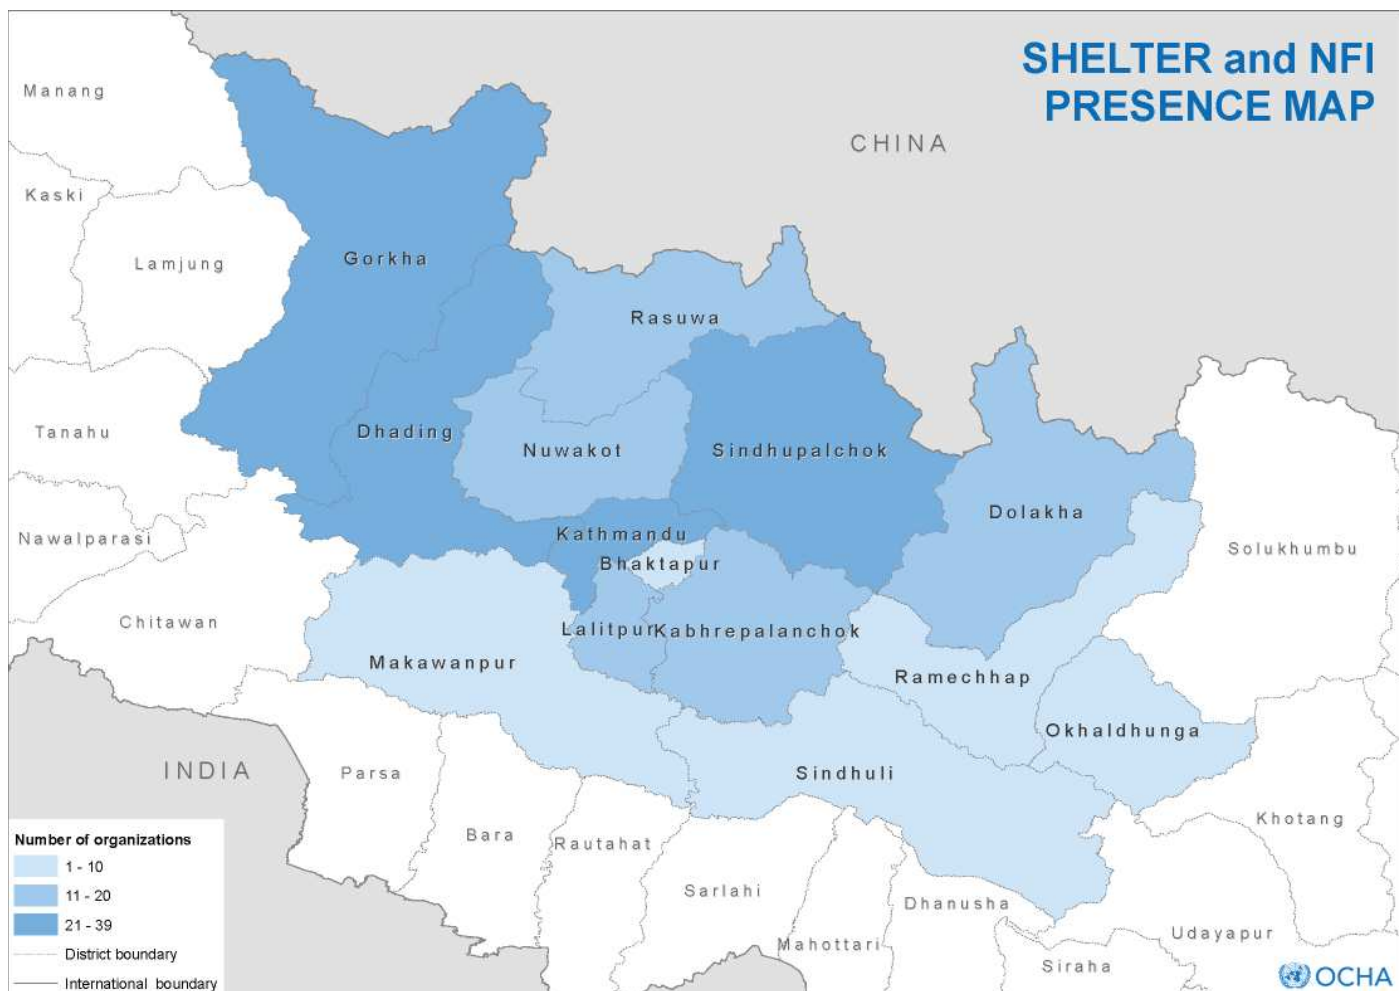 SHELTER and NFI
PRESENCE MAP
Manang
CHINA
Kaski
Gorkha
Lamjung
Rasuwa
Tanahu
Dhading
Nuwakot
Sindhupalchok
Dolakha
Nawalparasi
Kathmandu
Solukhumbu
Bhaktapur
Chitawan
Lalitpur
Kabhrepalanchok
Makawanpur
Ramechhap
Okhaldhunga
INDIA
Parsa
Sindhuli
Khotang
Bara
Rautahat
Sarlahi
Dhanusha
Mahottari
Udayapur
Siraha
Number of organizations
1 - 10
11 - 20
21 - 39
District boundary
International boundary
OCHA